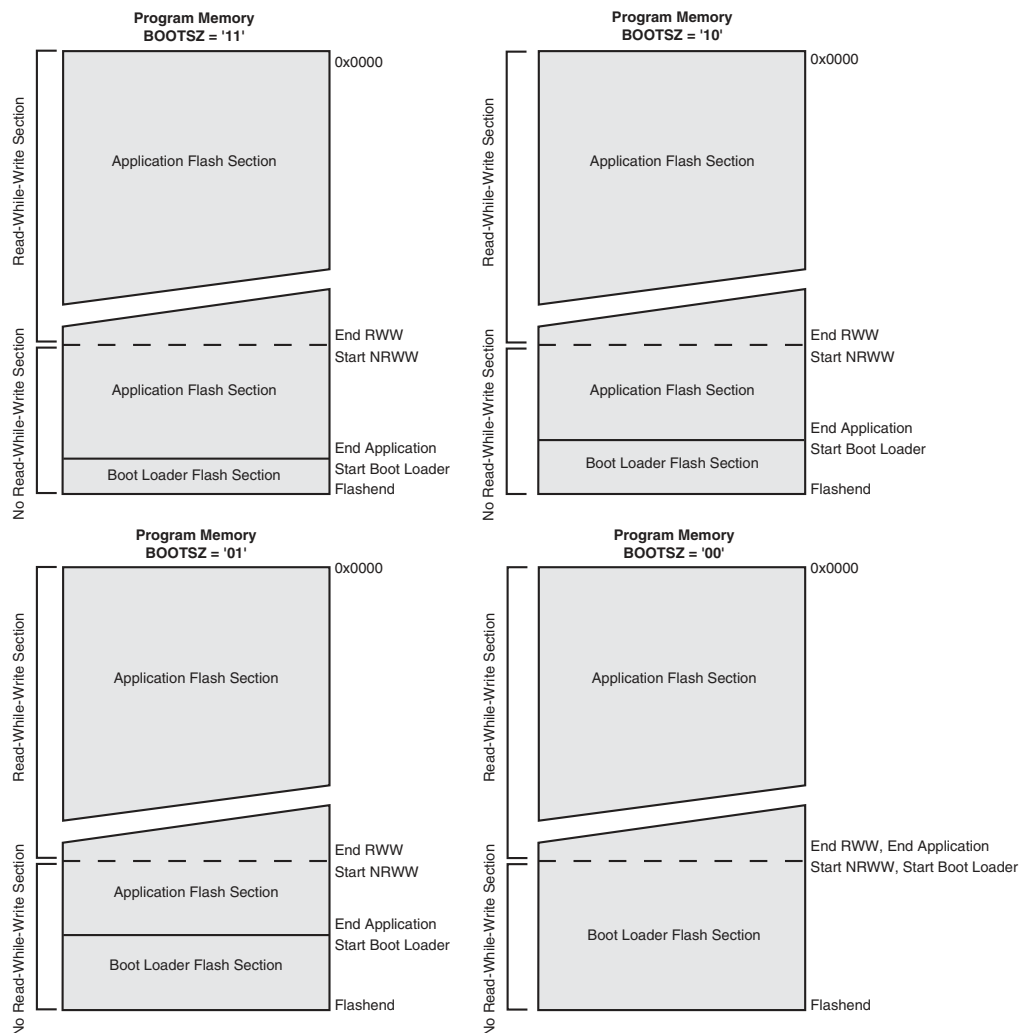 Program Memory
BOOTSZ = '11'
0x0000
Read-While-Write Section
Application Flash Section
End RWW
Start NRWW
No Read-While-Write Section
Application Flash Section
End Application
Start Boot Loader
Boot Loader Flash Section
Flashend
Program Memory
BOOTSZ = '10'
0x0000
Read-While-Write Section
Application Flash Section
End RWW
Start NRWW
No Read-While-Write Section
Application Flash Section
End Application
Start Boot Loader
Boot Loader Flash Section
Flashend
Program Memory
BOOTSZ = '01'
0x0000
Read-While-Write Section
Application Flash Section
End RWW
Start NRWW
No Read-While-Write Section
Application Flash Section
End Application
Start Boot Loader
Boot Loader Flash Section
Flashend
Program Memory
BOOTSZ = '00'
0x0000
Read-While-Write Section
Application Flash Section
End RWW, End Application
Start NRWW, Start Boot Loader
No Read-While-Write Section
Boot Loader Flash Section
Flashend